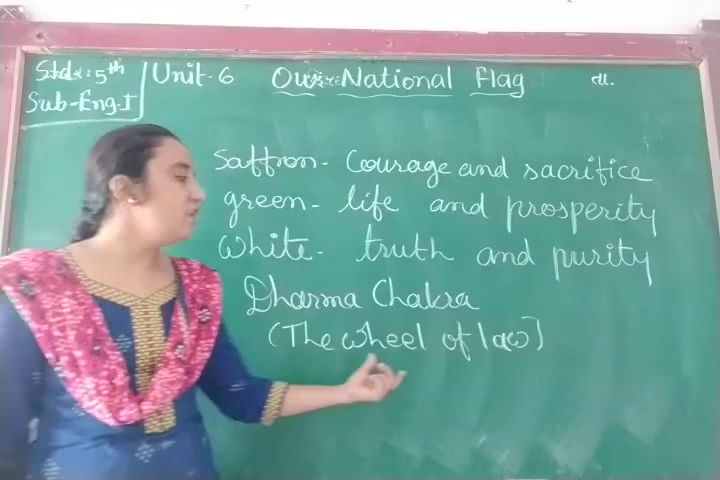 Std: 5th
Sub-Eng-I
Unit-6
Our National Flag
Saffron- Courage and sacrifice
green- life and prosperity
White- truth and purity
Dharma Chakra
(The wheel of law)